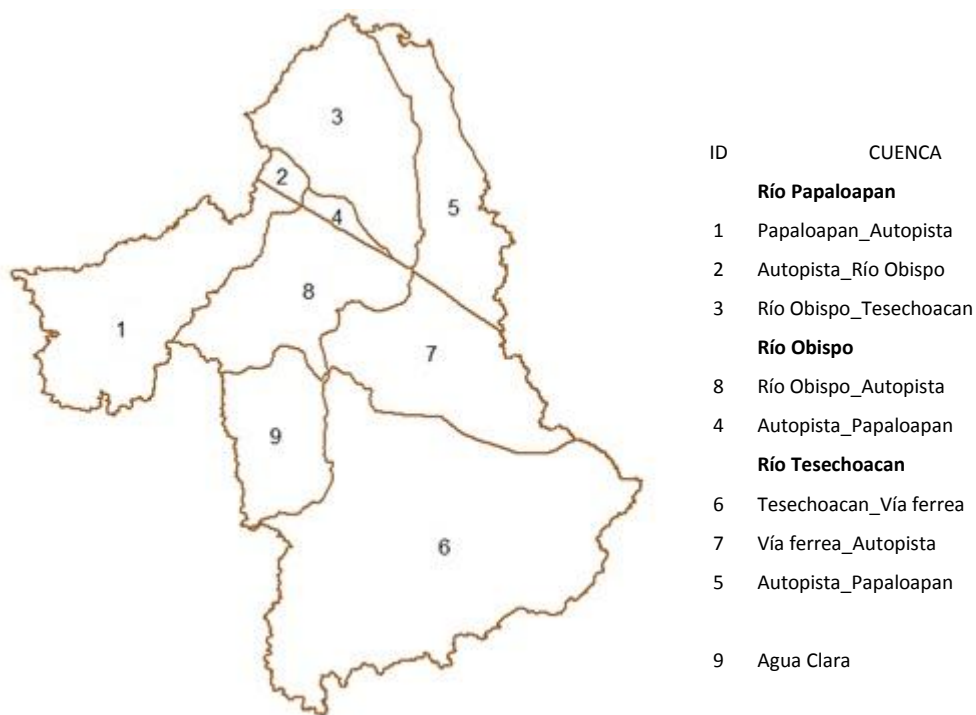 3
2
4
5
8
1
7
9
6
ID CUENCA
Río Papaloapan
1 Papaloapan_Autopista
2 Autopista_Río Obispo
3 Río Obispo_Tesechoacan
Río Obispo
8 Río Obispo_Autopista
4 Autopista_Papaloapan
Río Tesechoacan
6 Tesechoacan_Vía ferrea
7 Vía ferrea_Autopista
5 Autopista_Papaloapan
9 Agua Clara